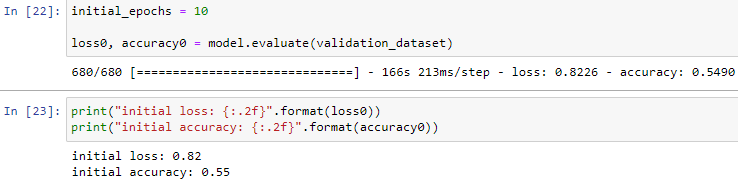 In [22]: initial_epochs = 10
loss0, accuracy0 = model.evaluate(validation_dataset)
680/680 [==============================] - 166s 213ms/step - loss: 0.8226 - accuracy: 0.5490
In [23]: print("initial loss: {:.2f}".format(loss0))
print("initial accuracy: {:.2f}".format(accuracy0))
initial loss: 0.82
initial accuracy: 0.55